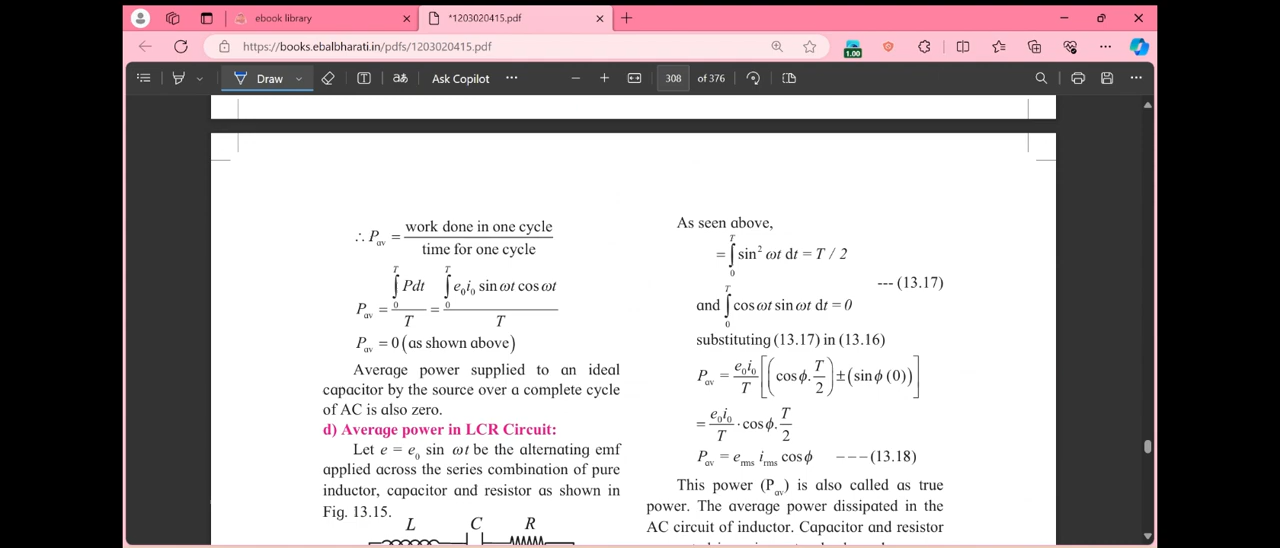 ebook library
*1203020415.pdf
https://books.ebalbharati.in/pdfs/1203020415.pdf
1.00
Draw
aあ
Ask Copilot
308 of 376
∴ P_av = work done in one cycle / time for one cycle
P_av = ∫₀ᵀ Pdt / T = ∫₀ᵀ e₀i₀ sin ωt cos ωt / T
P_av = 0 (as shown above)
Average power supplied to an ideal
capacitor by the source over a complete cycle
of AC is also zero.
d) Average power in LCR Circuit:
Let e = e₀ sin ωt be the alternating emf
applied across the series combination of pure
inductor, capacitor and resistor as shown in
Fig. 13.15.
L C R
As seen above,
= ∫₀ᵀ sin² ωt dt = T / 2
--- (13.17)
and ∫₀ᵀ cos ωt sin ωt dt = 0
substituting (13.17) in (13.16)
P_av = e₀i₀/T [(cos ϕ. T/2) ± (sin ϕ (0))]
= e₀i₀/T · cos ϕ. T/2
P_av = e_rms i_rms cos ϕ ---(13.18)
This power (P_av) is also called as true
power. The average power dissipated in the
AC circuit of inductor. Capacitor and resistor